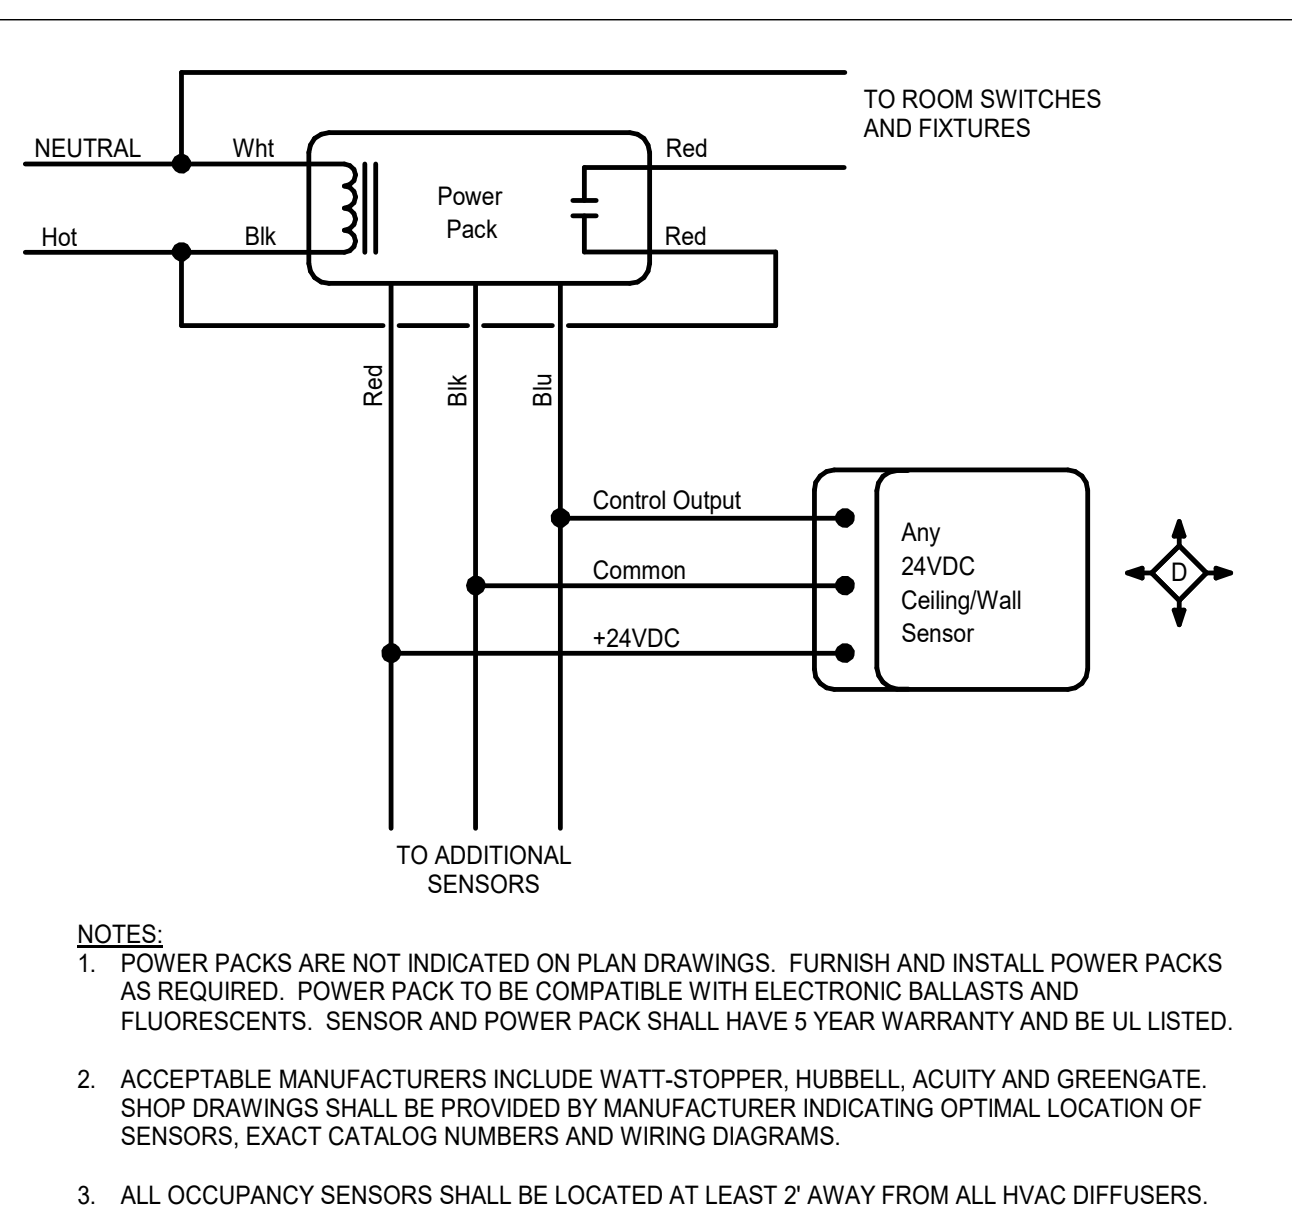 TO ROOM SWITCHES
AND FIXTURES
NEUTRAL
Wht
Red
Power
Pack
Hot
Blk
Red
Red
Blk
Blu
Control Output
Any
24VDC
Ceiling/Wall
Sensor
D
Common
+24VDC
TO ADDITIONAL
SENSORS
NOTES:
1. POWER PACKS ARE NOT INDICATED ON PLAN DRAWINGS. FURNISH AND INSTALL POWER PACKS
AS REQUIRED. POWER PACK TO BE COMPATIBLE WITH ELECTRONIC BALLASTS AND
FLUORESCENTS. SENSOR AND POWER PACK SHALL HAVE 5 YEAR WARRANTY AND BE UL LISTED.
2. ACCEPTABLE MANUFACTURERS INCLUDE WATT-STOPPER, HUBBELL, ACUITY AND GREENGATE.
SHOP DRAWINGS SHALL BE PROVIDED BY MANUFACTURER INDICATING OPTIMAL LOCATION OF
SENSORS, EXACT CATALOG NUMBERS AND WIRING DIAGRAMS.
3. ALL OCCUPANCY SENSORS SHALL BE LOCATED AT LEAST 2' AWAY FROM ALL HVAC DIFFUSERS.